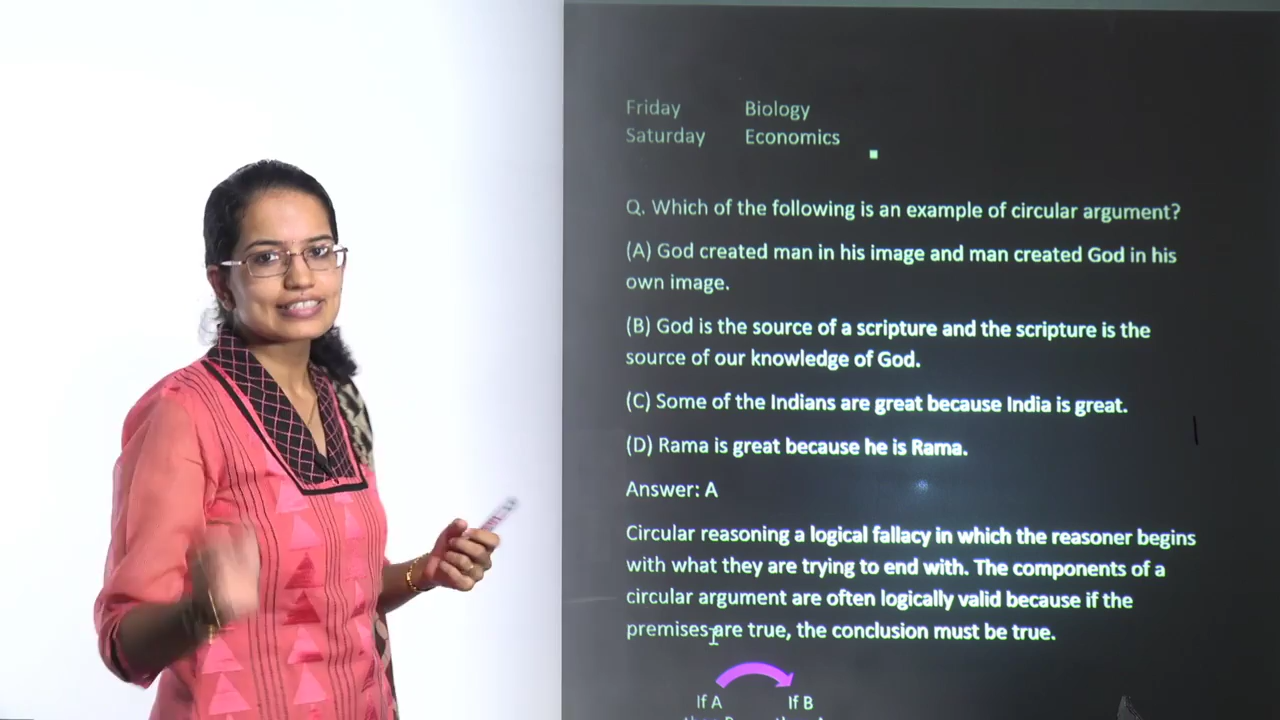 Friday Biology
Saturday Economics
Q. Which of the following is an example of circular argument?
(A) God created man in his image and man created God in his
own image.
(B) God is the source of a scripture and the scripture is the
source of our knowledge of God.
(C) Some of the Indians are great because India is great.
(D) Rama is great because he is Rama.
Answer: A
Circular reasoning a logical fallacy in which the reasoner begins
with what they are trying to end with. The components of a
circular argument are often logically valid because if the
premises are true, the conclusion must be true.
If A If B